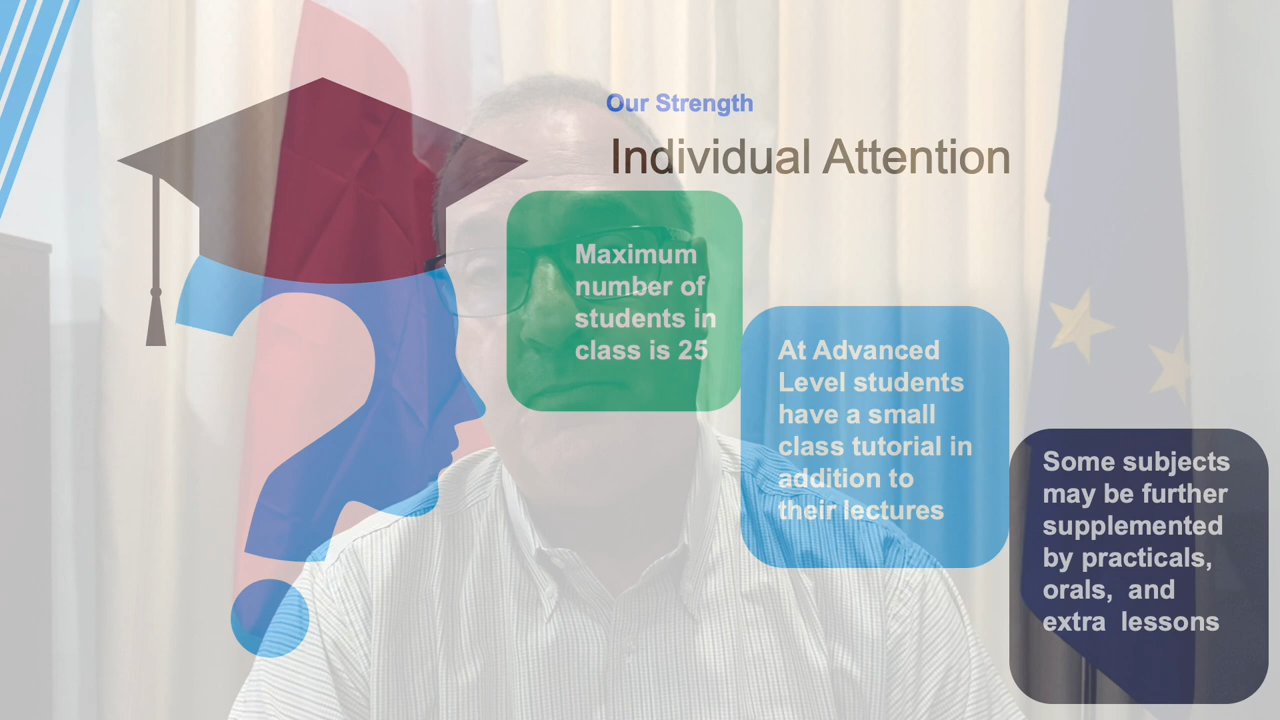 Our Strength
Individual Attention
Maximum
number of
students in
class is 25
At Advanced
Level students
have a small
class tutorial in
addition to
their lectures
Some subjects
may be further
supplemented
by practicals,
orals, and
extra lessons